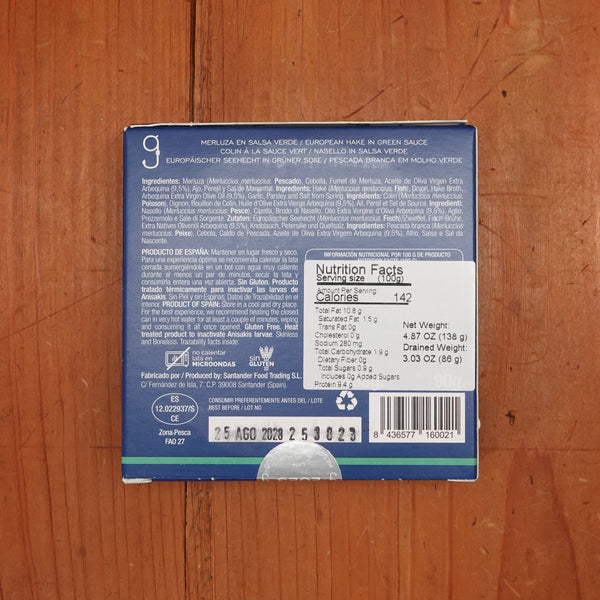 g
MERLUZA EN SALSA VERDE / EUROPEAN HAKE IN GREEN SAUCE
COLIN À LA SAUCE VERT / NASELLO IN SALSA VERDE
EUROPÄISCHER SEEHECHT IN GRÜNER SOßE / PESCADA BRANCA EM MOLHO VERDE
Ingredientes: Merluza (Merluccius merluccius, Pescado), Cebolla, Fumet de Merluza, Aceite de Oliva Virgen Extra
Arbequina (9,5%), Ajo, Perejil y Sal de Manantial. Ingredients: Hake (Merluccius merluccius Fish), Onion, Hake Broth,
Arbequina Extra Virgin Olive Oil (9,5%), Garlic, Parsley and Salt from Spring. Ingrédients: Colin (Merluccius merluccius,
Poisson), Oignon, Bouillon de Colin, Huile d'Olive Extra Vierge Arbequina (9,5%), Ail, Persil et Sel de Source. Ingredienti:
Nasello (Merluccius merluccius, Pesce), Cipolla, Brodo di Nasello, Olio Extra Vergine d'Oliva Arbequina (9,5%), Aglio,
Prezzemolo e Sale di Sorgente. Zutaten: Europäischer Seehecht (Merluccius merluccius, Fisch), Zwiebel, Fisch-Brühe,
Extra Natives Olivenöl Arbequina (9,5%), Knoblauch, Petersilie und Quellsalz. Ingredientes: Pescada branca (Merluccius
merluccius, Peixe), Cebola, Caldo de Pescada, Azeite de Oliva Virgem Extra Arbequina (9,5%), Alho, Salsa e Sal da
Nascente.
PRODUCTO DE ESPAÑA: Mantener en lugar fresco y seco.
Para una experiencia óptima se recomienda calentar la lata
cerrada sumergiéndola en un bol con agua muy caliente
durante al menos un par de minutos, secar la lata y
consumirla entera una vez abierta. Sin Gluten. Producto
tratado térmicamente para inactivar las larvas de
Anisakis. Sin Piel y sin Espinas, Datos de Trazabilidad en el
interior. PRODUCT OF SPAIN: Store in a cool and dry place.
For the best experience, we recommend heating the closed can
in very hot water for at least a couple of minutes, wiping
and consuming it all once opened. Gluten Free. Heat
treated product to inactivate Anisakis larvae. Skinless
and Boneless. Traceability facts inside.
INFORMACIÓN NUTRICIONAL POR 100 G DE PRODUCTO
Nutrition Facts
Serving size (100g)
Amount Per Serving
Calories 142
Total Fat 10.8 g
Saturated Fat 1.5g
Trans Fat 0g
Cholesterol 0g
Sodium 280 mg
Total Carbohydrate 1.9 g
Dietary Fiber 0g
Total Sugars 0.9 g
Includes 0g Added Sugars
Protein 9.4 g
Net Weight:
4.87 OZ (138 g)
Drained Weight:
3.03 OZ (86 g)
no calentar
lata en
MICROONDAS
SIN
GLUTEN
Fabricado por / Produced by: Santander Food Trading S.L.
C/ Fernández de Isla, 7. C.P. 39008 Santander (Spain).
ES
12.022937/S
CE
Zona Pesca
FAO 27
CONSUMIR PREFERENTEMENTE ANTES DEL / LOTE
BEST BEFORE / LOT NO
25 AGO 2028 253023
8 436577 160021